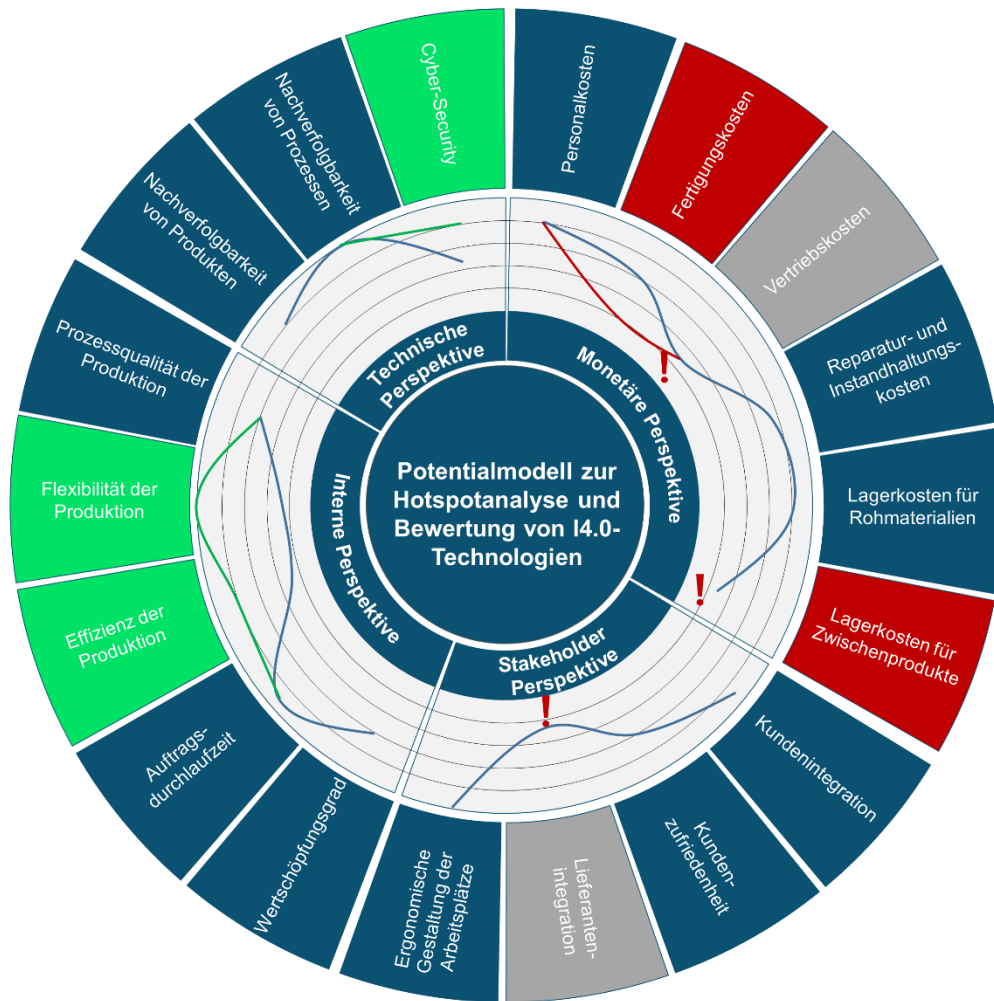 Potentialmodell zur
Hotspotanalyse und
Bewertung von I4.0-
Technologien
Technische
Perspektive
Monetäre Perspektive
Stakeholder
Perspektive
Interne Perspektive
Personalkosten
Fertigungskosten
Vertriebskosten
Reparatur- und
Instandhaltungs-
kosten
Lagerkosten für
Rohmaterialien
Lagerkosten für
Zwischenprodukte
Kundenintegration
Kunden-
zufriedenheit
Lieferanten-
integration
Ergonomische
Gestaltung der
Arbeitsplätze
Wertschöpfungsgrad
Auftrags-
durchlaufzeit
Effizienz der
Produktion
Flexibilität der
Produktion
Prozessqualität der
Produktion
Nachverfolgbarkeit
von Produkten
Nachverfolgbarkeit
von Prozessen
Cyber-Security
!
!
!